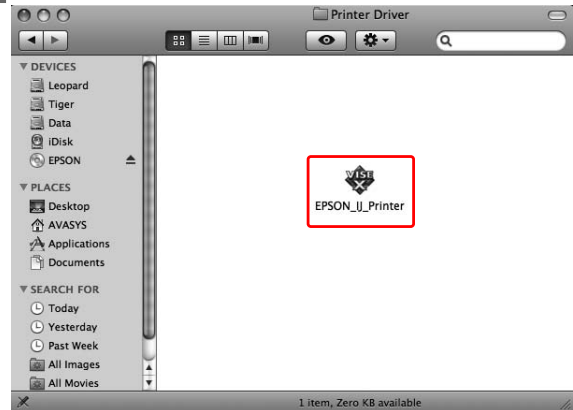 Printer Driver
DEVICES
Leopard
Tiger
Data
iDisk
EPSON
PLACES
Desktop
AVASYS
Applications
Documents
SEARCH FOR
Today
Yesterday
Past Week
All Images
All Movies
VISE
X
EPSON_IJ_Printer
1 item, Zero KB available